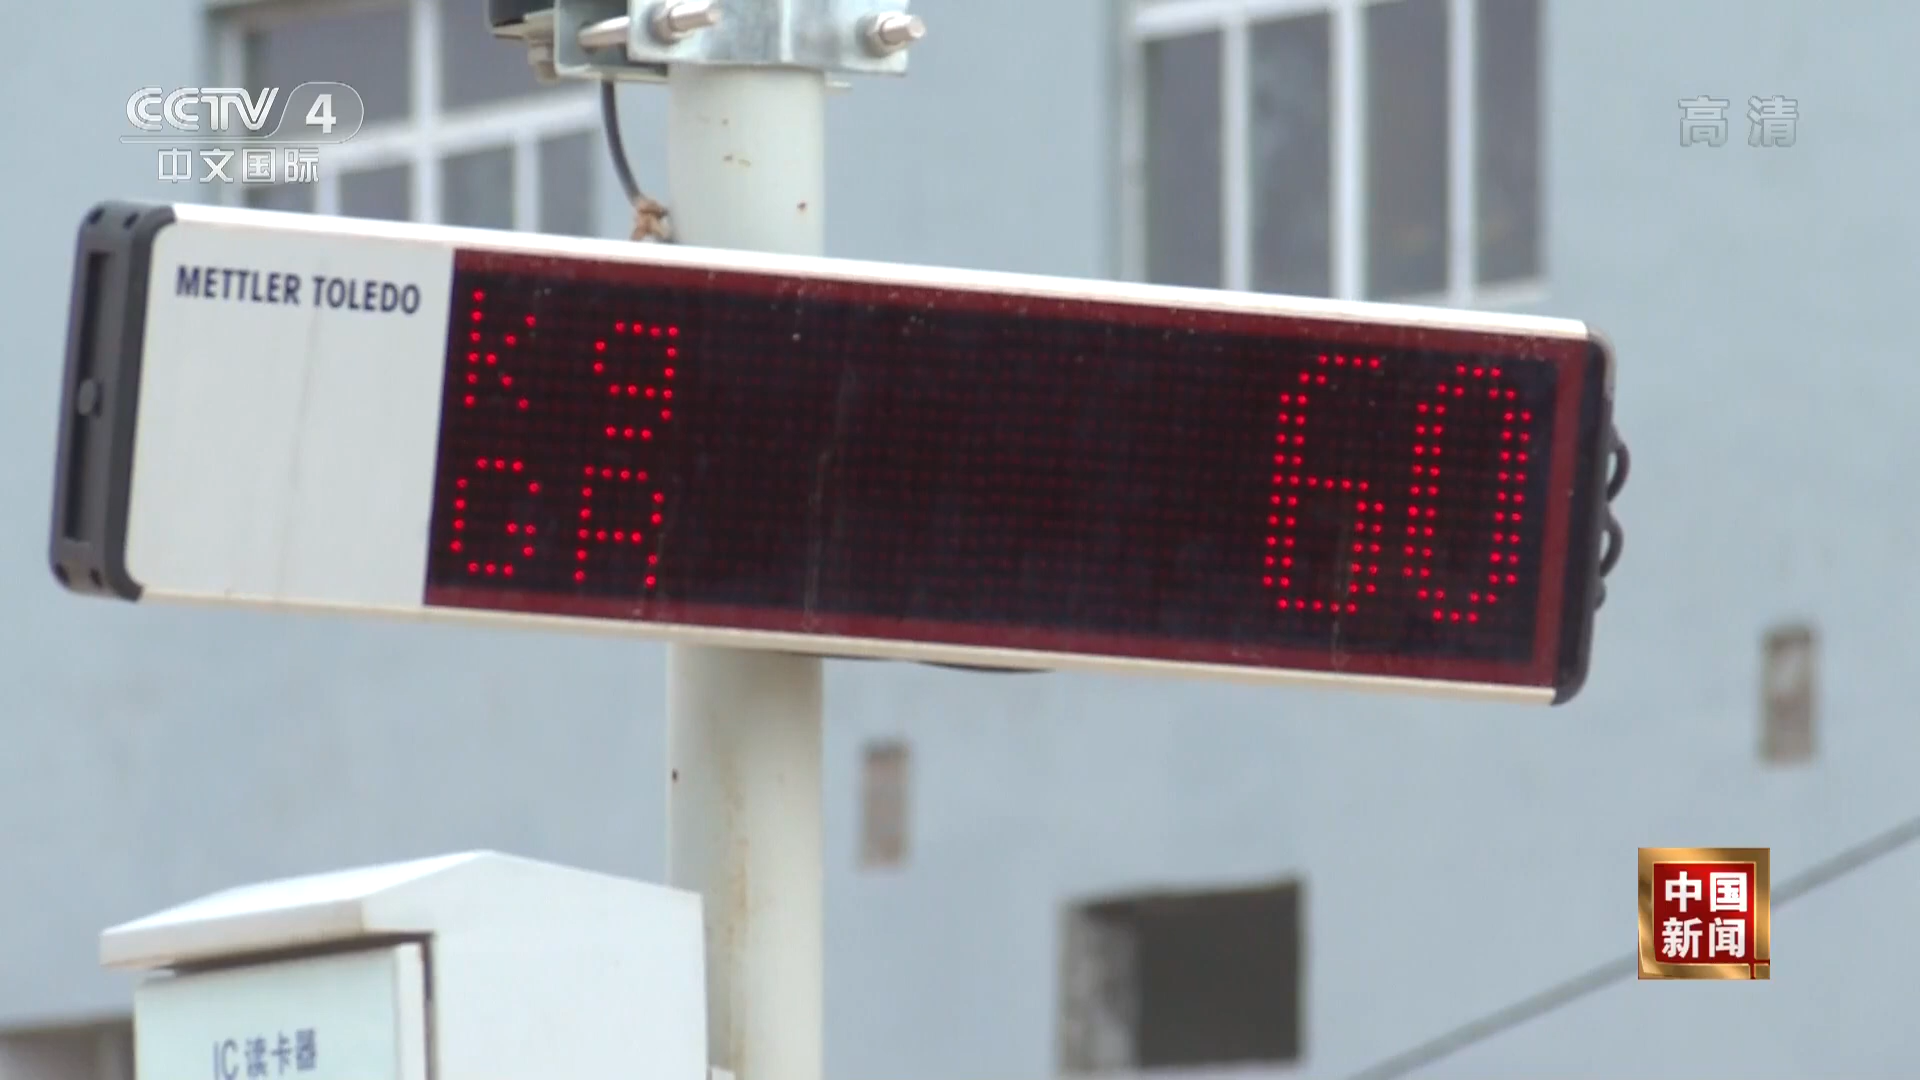 CCTV 4
中文国际
高清
METTLER TOLEDO
kg 60
GR
中国
新闻
IC读卡器